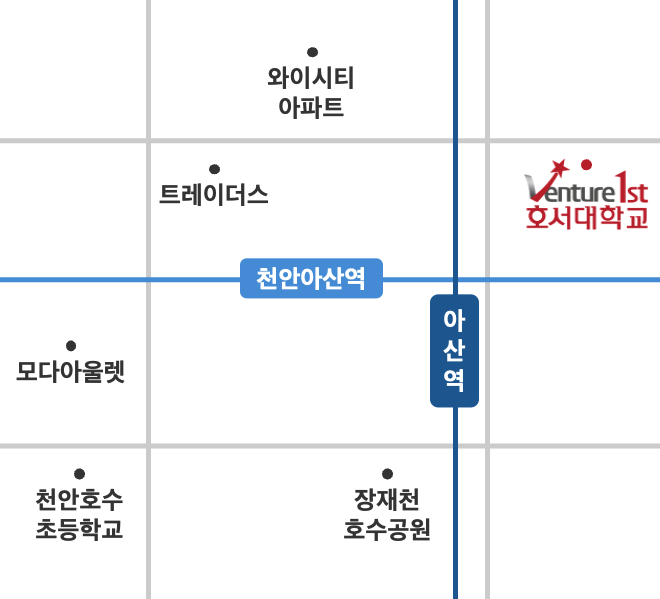 와이시티
아파트
트레이더스
Venture 1st
호서대학교
천안아산역
아산역
모다아울렛
천안호수
초등학교
장재천
호수공원